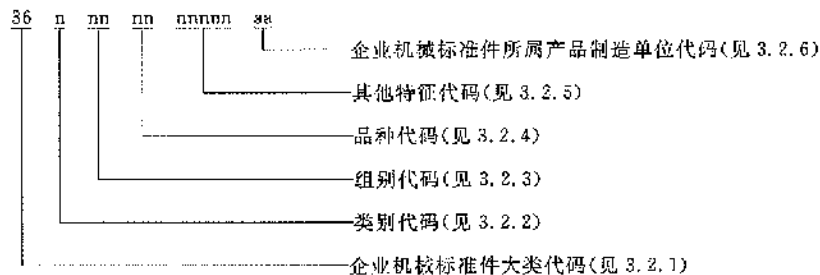 36 n nn nn nnnnn aa
企业机械标准件所属产品制造单位代码(见 3.2.6)
其他特征代码(见 3.2.5)
品种代码(见 3.2.4)
组别代码(见 3.2.3)
类别代码(见 3.2.2)
企业机械标准件大类代码(见 3.2.1)